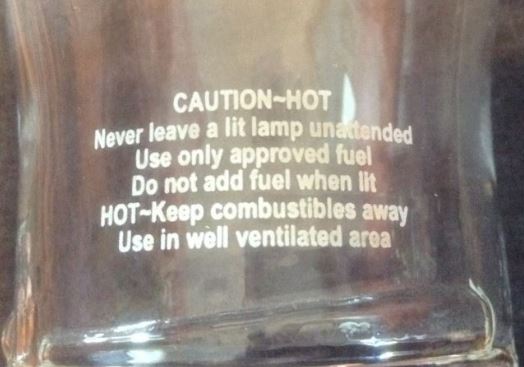 CAUTION~HOT
Never leave a lit lamp unattended
Use only approved fuel
Do not add fuel when lit
HOT~Keep combustibles away
Use in well ventilated area